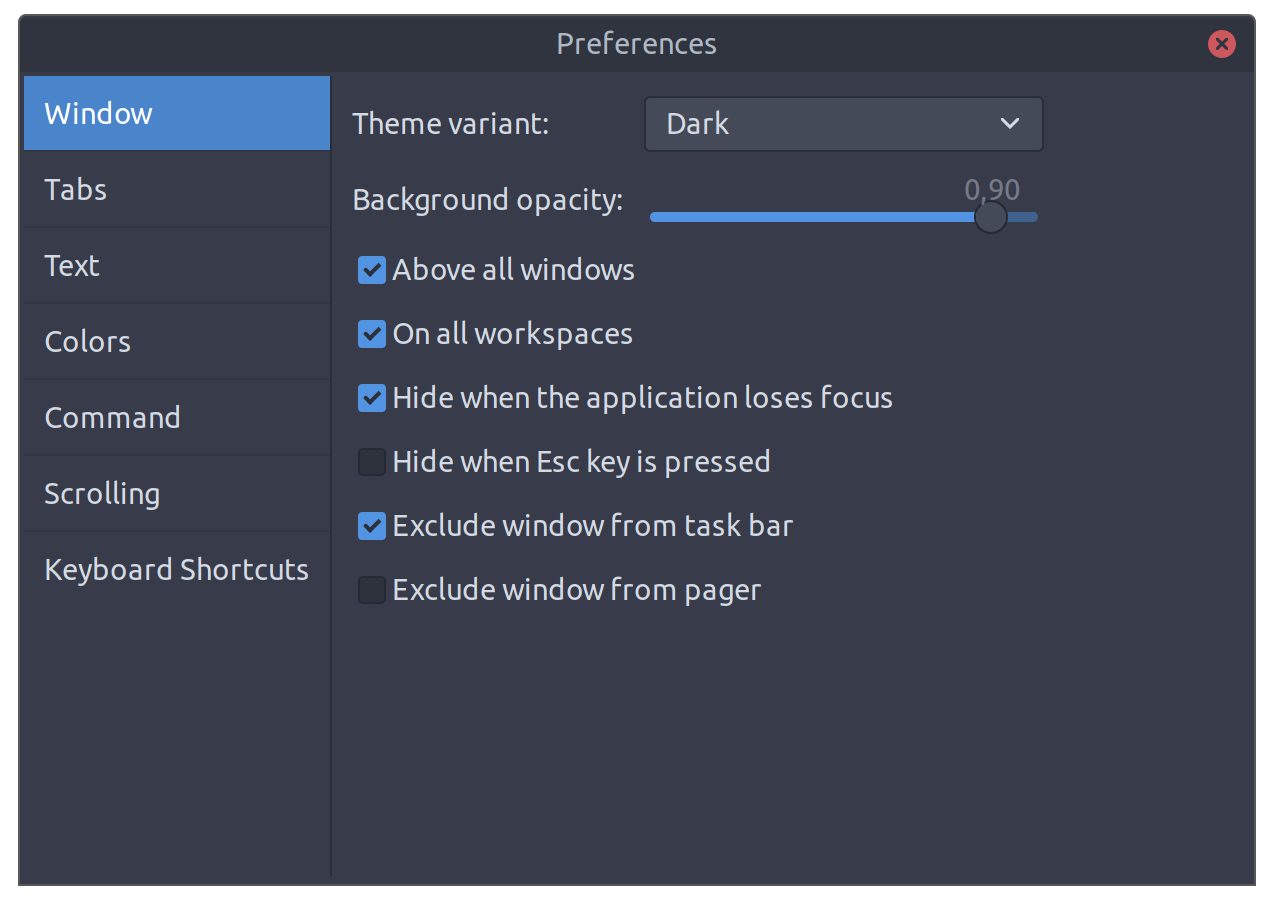 Preferences
Window
Tabs
Text
Colors
Command
Scrolling
Keyboard Shortcuts
Theme variant: Dark
Background opacity: 0,90
Above all windows
On all workspaces
Hide when the application loses focus
Hide when Esc key is pressed
Exclude window from task bar
Exclude window from pager